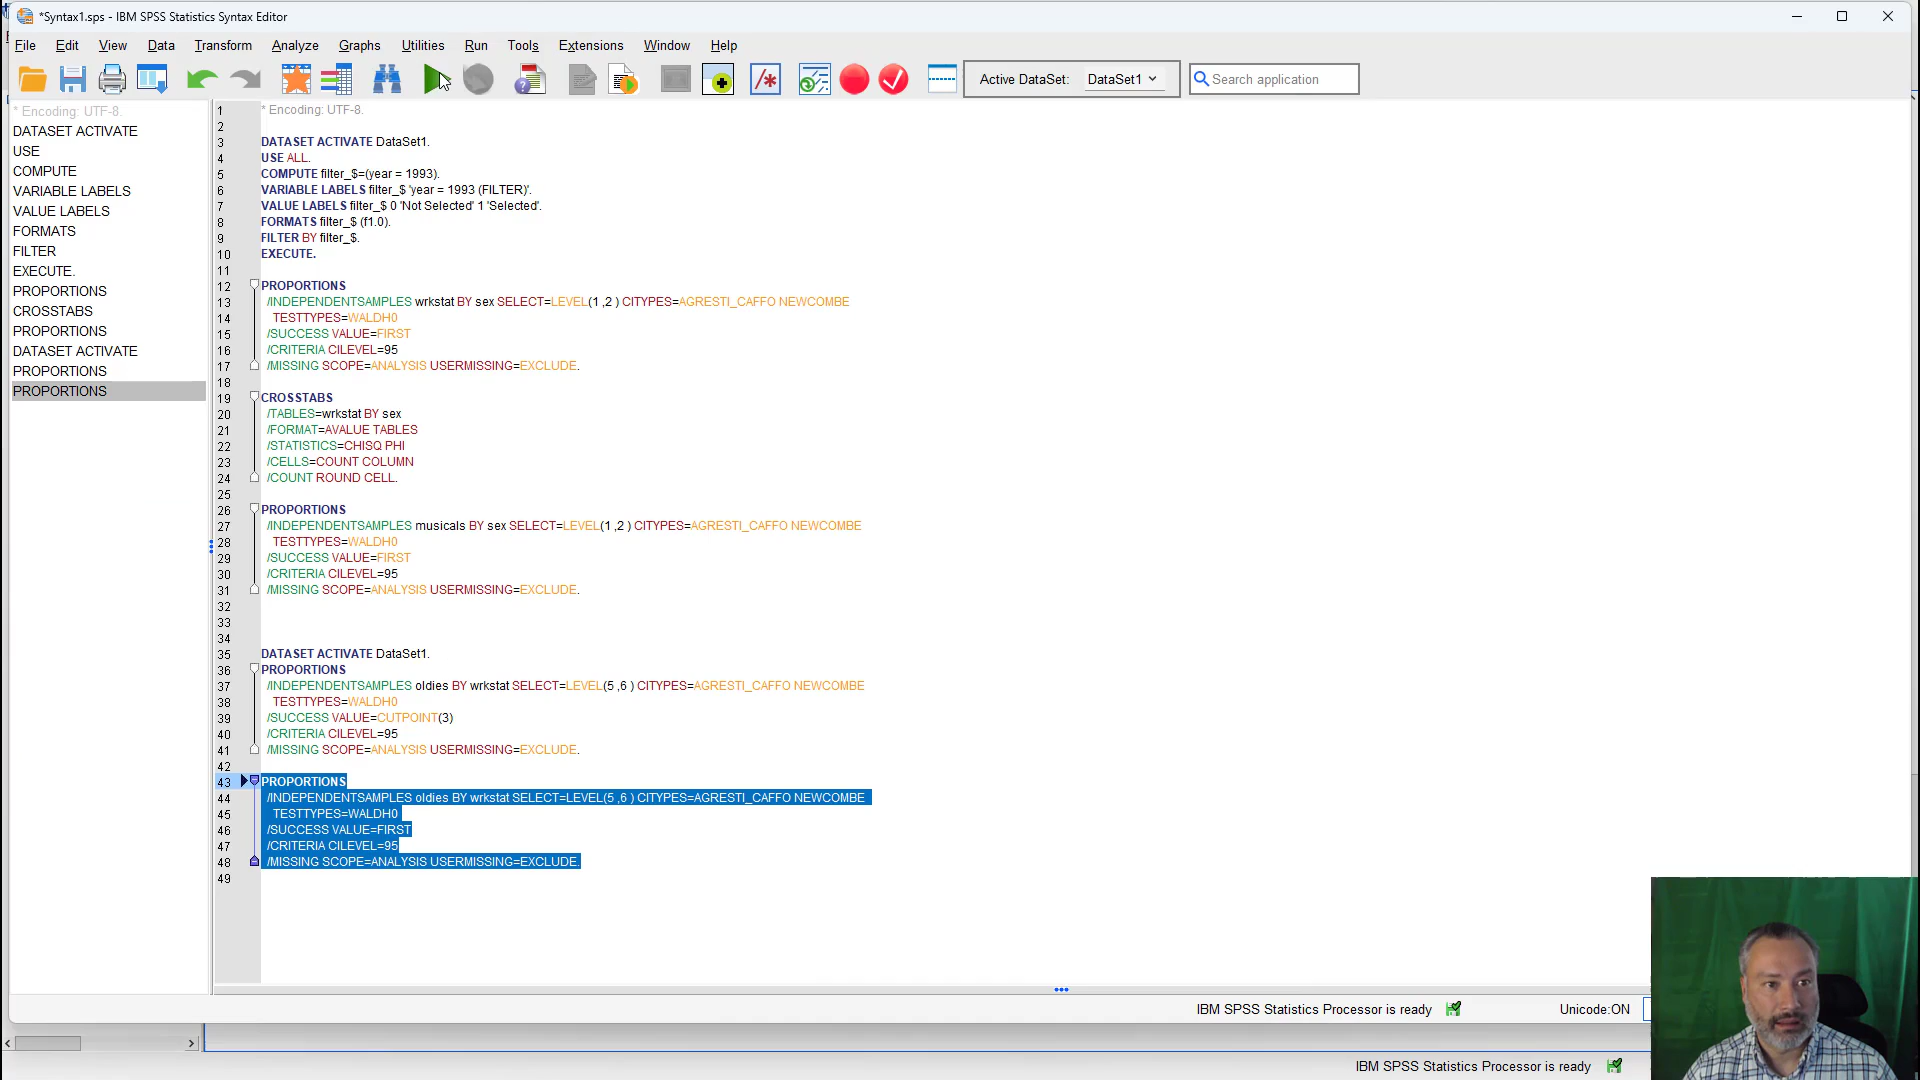 *Syntax1.sps - IBM SPSS Statistics Syntax Editor
File Edit View Data Transform Analyze Graphs Utilities Run Tools Extensions Window Help
Active DataSet: DataSet1 Search application
* Encoding: UTF-8.
DATASET ACTIVATE
USE
COMPUTE
VARIABLE LABELS
VALUE LABELS
FORMATS
FILTER
EXECUTE.
PROPORTIONS
CROSSTABS
PROPORTIONS
DATASET ACTIVATE
PROPORTIONS
PROPORTIONS
1 * Encoding: UTF-8.
2
3 DATASET ACTIVATE DataSet1.
4 USE ALL.
5 COMPUTE filter_$=(year = 1993).
6 VARIABLE LABELS filter_$ 'year = 1993 (FILTER)'.
7 VALUE LABELS filter_$ 0 'Not Selected' 1 'Selected'.
8 FORMATS filter_$ (f1.0).
9 FILTER BY filter_$.
10 EXECUTE.
11
12 PROPORTIONS
13 /INDEPENDENTSAMPLES wrkstat BY sex SELECT=LEVEL(1 ,2 ) CITYPES=AGRESTI_CAFFO NEWCOMBE
14 TESTTYPES=WALDH0
15 /SUCCESS VALUE=FIRST
16 /CRITERIA CILEVEL=95
17 /MISSING SCOPE=ANALYSIS USERMISSING=EXCLUDE.
18
19 CROSSTABS
20 /TABLES=wrkstat BY sex
21 /FORMAT=AVALUE TABLES
22 /STATISTICS=CHISQ PHI
23 /CELLS=COUNT COLUMN
24 /COUNT ROUND CELL.
25
26 PROPORTIONS
27 /INDEPENDENTSAMPLES musicals BY sex SELECT=LEVEL(1 ,2 ) CITYPES=AGRESTI_CAFFO NEWCOMBE
28 TESTTYPES=WALDH0
29 /SUCCESS VALUE=FIRST
30 /CRITERIA CILEVEL=95
31 /MISSING SCOPE=ANALYSIS USERMISSING=EXCLUDE.
32
33
34
35 DATASET ACTIVATE DataSet1.
36 PROPORTIONS
37 /INDEPENDENTSAMPLES oldies BY wrkstat SELECT=LEVEL(5 ,6 ) CITYPES=AGRESTI_CAFFO NEWCOMBE
38 TESTTYPES=WALDH0
39 /SUCCESS VALUE=CUTPOINT(3)
40 /CRITERIA CILEVEL=95
41 /MISSING SCOPE=ANALYSIS USERMISSING=EXCLUDE.
42
43 PROPORTIONS
44 /INDEPENDENTSAMPLES oldies BY wrkstat SELECT=LEVEL(5 ,6 ) CITYPES=AGRESTI_CAFFO NEWCOMBE
45 TESTTYPES=WALDH0
46 /SUCCESS VALUE=FIRST
47 /CRITERIA CILEVEL=95
48 /MISSING SCOPE=ANALYSIS USERMISSING=EXCLUDE.
49
IBM SPSS Statistics Processor is ready Unicode:ON
IBM SPSS Statistics Processor is ready